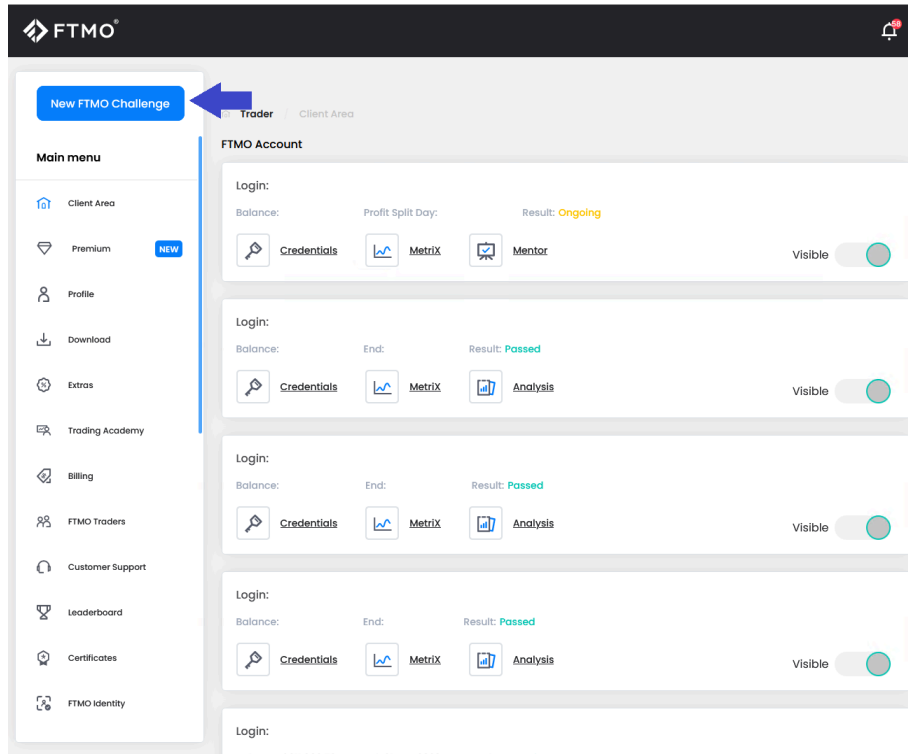 FTMO®
58
New FTMO Challenge
Main menu
Client Area
Premium NEW
Profile
Download
Extras
Trading Academy
Billing
FTMO Traders
Customer Support
Leaderboard
Certificates
FTMO Identity
Trader / Client Area
FTMO Account
Login:
Balance: Profit Split Day: Result: Ongoing
Credentials MetriX Mentor Visible
Login:
Balance: End: Result: Passed
Credentials MetriX Analysis Visible
Login:
Balance: End: Result: Passed
Credentials MetriX Analysis Visible
Login:
Balance: End: Result: Passed
Credentials MetriX Analysis Visible
Login: